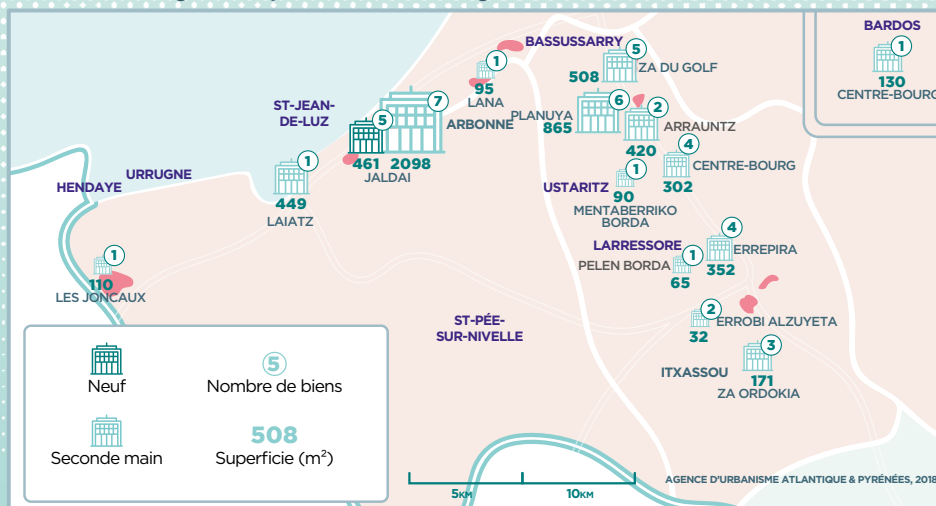 BARDOS
1
130
CENTRE-BOURG
BASSUSSARRY
5
508
ZA DU GOLF
1
95
LANA
ST-JEAN-
DE-LUZ
7
5
ARBONNE
461
2098
JALDAI
PLANUYA
6
865
2
ARRAUNTZ
420
4
CENTRE-BOURG
302
1
USTARITZ
90
MENTABERRIKO
BORDA
URRUGNE
HENDAYE
1
449
LAIATZ
1
110
LES JONCAUX
LARRESSORE
4
ERREPIRA
352
1
PELEN BORDA
65
ST-PÉE-
SUR-NIVELLE
2
ERROBI ALZUYETA
32
3
ITXASSOU
171
ZA ORDOKIA
Neuf
5
Nombre de biens
Seconde main
508
Superficie (m²)
5KM
10KM
AGENCE D'URBANISME ATLANTIQUE & PYRÉNÉES, 2018